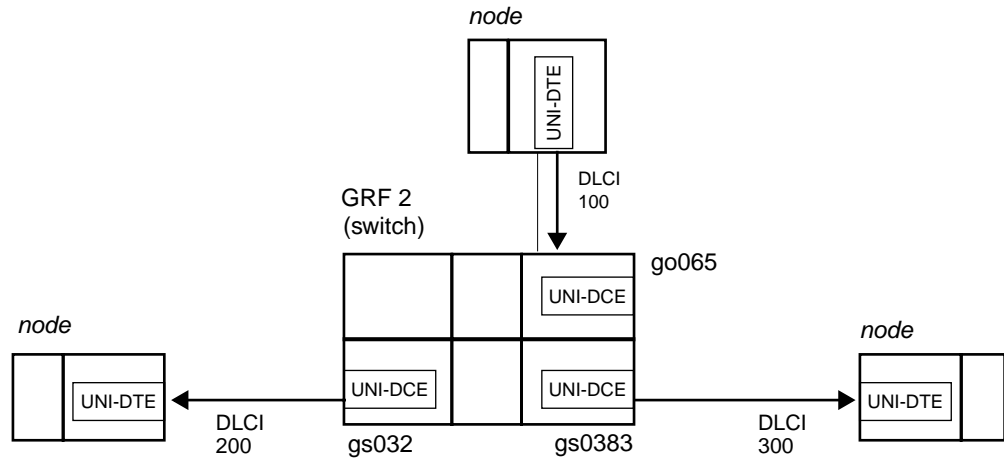 node
UNI-DTE
DLCI
100
GRF 2
(switch)
go065
UNI-DCE
node
UNI-DTE
DLCI
200
UNI-DCE
gs032
UNI-DCE
gs0383
DLCI
300
node
UNI-DTE